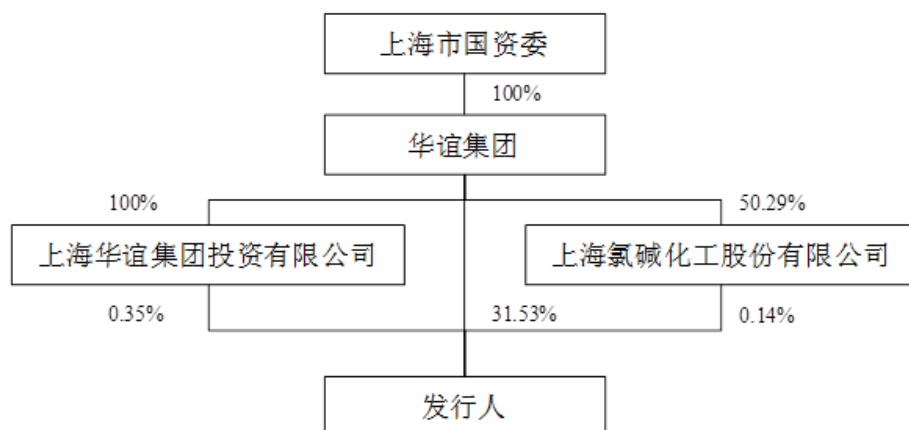 上海市国资委
100%
华谊集团
100%
50.29%
上海华谊集团投资有限公司
上海氯碱化工股份有限公司
0.35%
31.53%
0.14%
发行人